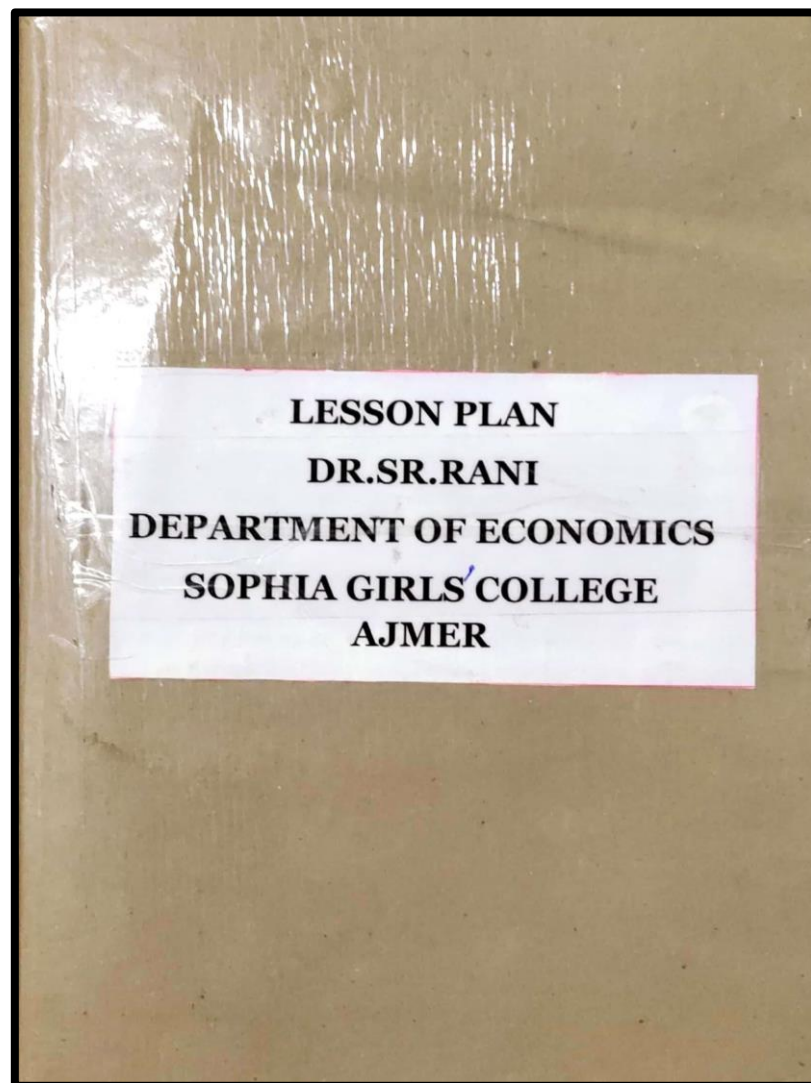 LESSON PLAN
DR.SR.RANI
DEPARTMENT OF ECONOMICS
SOPHIA GIRLS' COLLEGE
AJMER